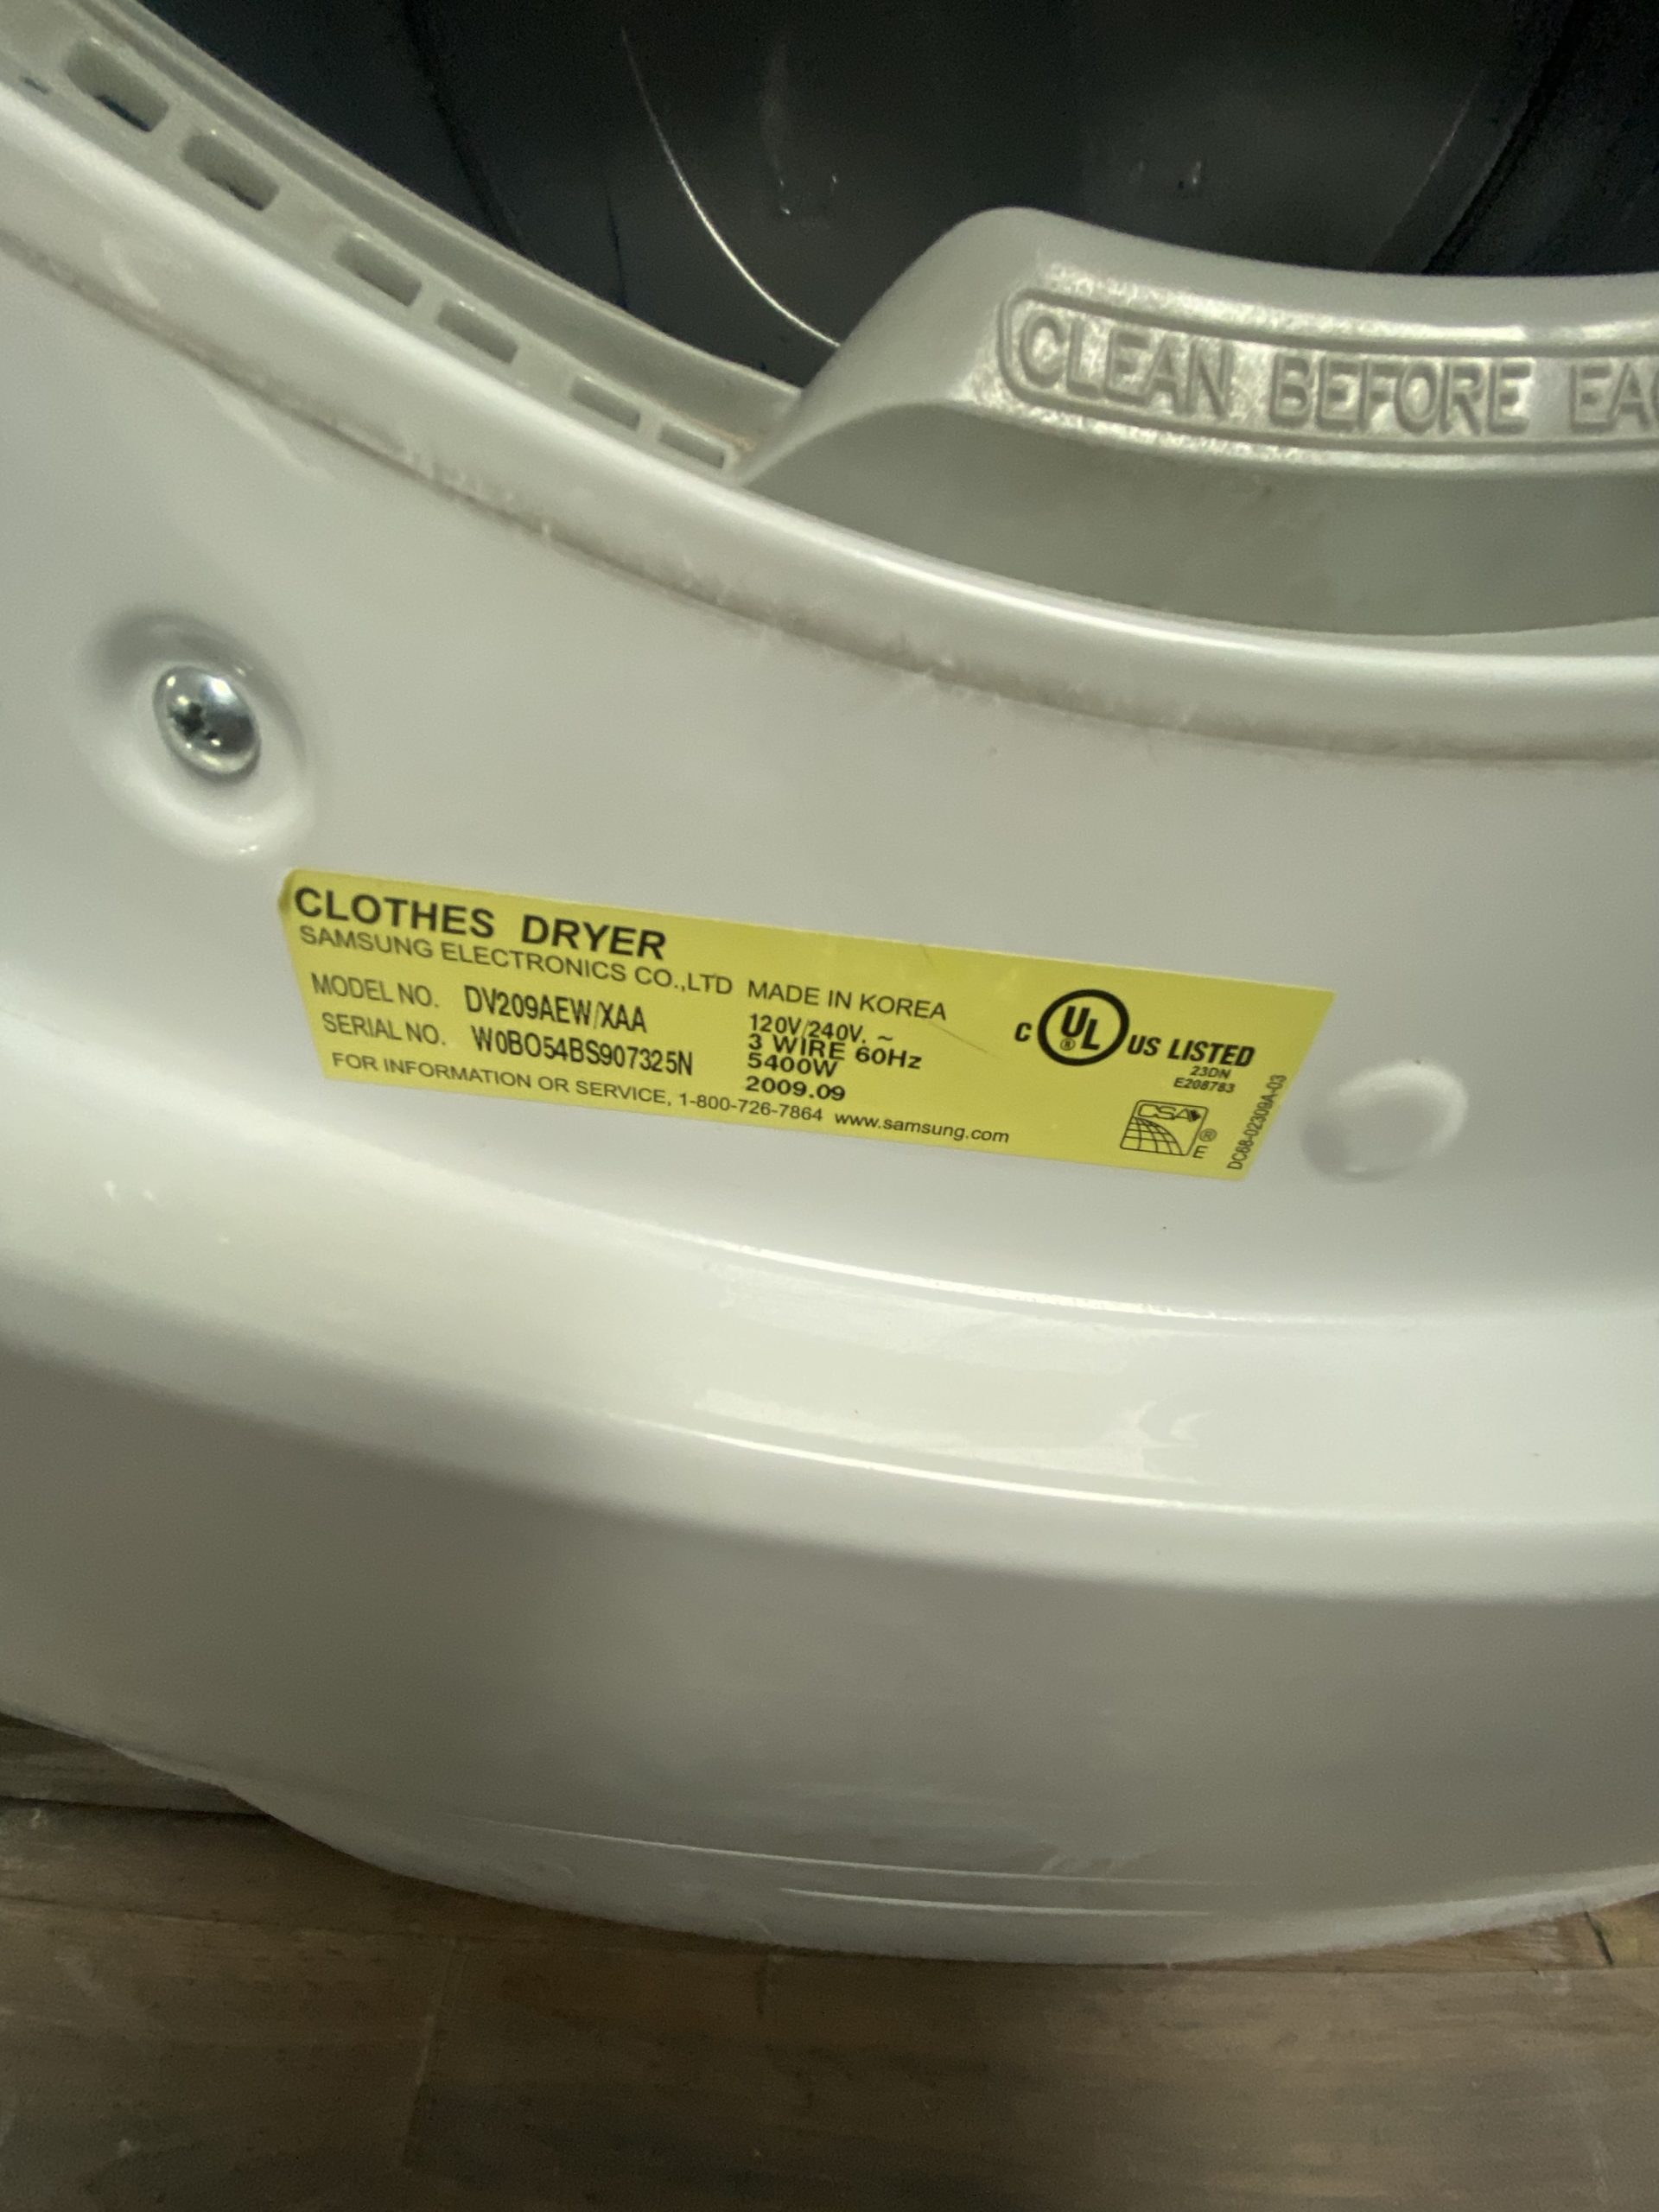 CLEAN BEFORE
CLOTHES DRYER
SAMSUNG ELECTRONICS CO.,LTD MADE IN KOREA
MODEL NO. DV209AEW/XAA
SERIAL NO. W0BO54BS907325N
120V/240V. ~
3 WIRE 60Hz
5400W
2009.09
FOR INFORMATION OR SERVICE, 1-800-726-7864 www.samsung.com
C UL ® US LISTED
23DN
E208783
CSA
® E
DC68-02309A-03